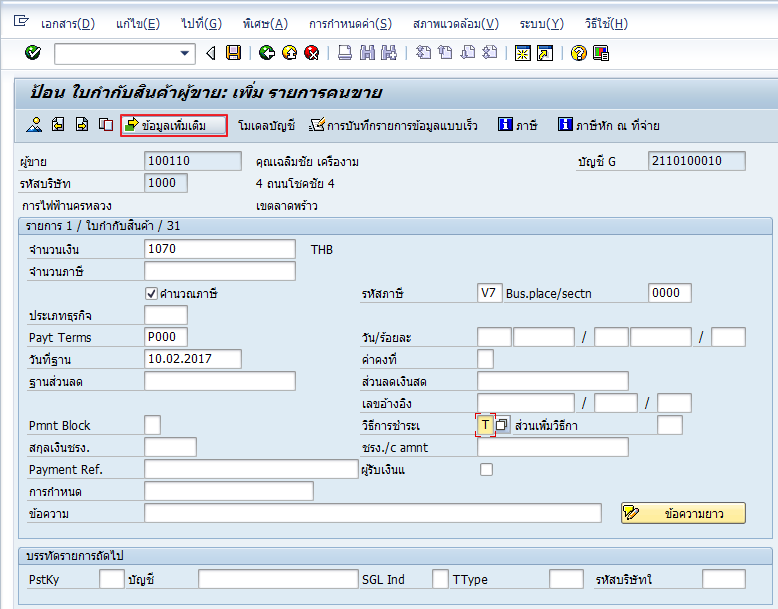 เอกสาร(D) แก้ไข(E) ไปที่(G) พิเศษ(A) การกำหนดค่า(S) สภาพแวดล้อม(V) ระบบ(Y) วิธีใช้(H)
ป้อน ใบกำกับสินค้าผู้ขาย: เพิ่ม รายการคนขาย
ข้อมูลเพิ่มเติม โมเดลบัญชี การบันทึกรายการข้อมูลแบบเร็ว ภาษี ภาษีหัก ณ ที่จ่าย
ผู้ขาย 100110 คุณเฉลิมชัย เครืองาม บัญชี G 2110100010
รหัสบริษัท 1000 4 ถนนโชคชัย 4
การไฟฟ้านครหลวง เขตลาดพร้าว
รายการ 1 / ใบกำกับสินค้า / 31
จำนวนเงิน 1070 THB
จำนวนภาษี
คำนวณภาษี รหัสภาษี V7 Bus.place/sectn 0000
ประเภทธุรกิจ
Payt Terms P000 วัน/ร้อยละ / /
วันที่ฐาน 10.02.2017 ค่าคงที่
ฐานส่วนลด ส่วนลดเงินสด
เลขอ้างอิง / /
Pmnt Block วิธีการชำระเ T ส่วนเพิ่มวิธีกา
สกุลเงินชรง. ชรง./c amnt
Payment Ref. ผู้รับเงินแ
การกำหนด
ข้อความ ข้อความยาว
บรรทัดรายการถัดไป
PstKy บัญชี SGL Ind TType รหัสบริษัทใ